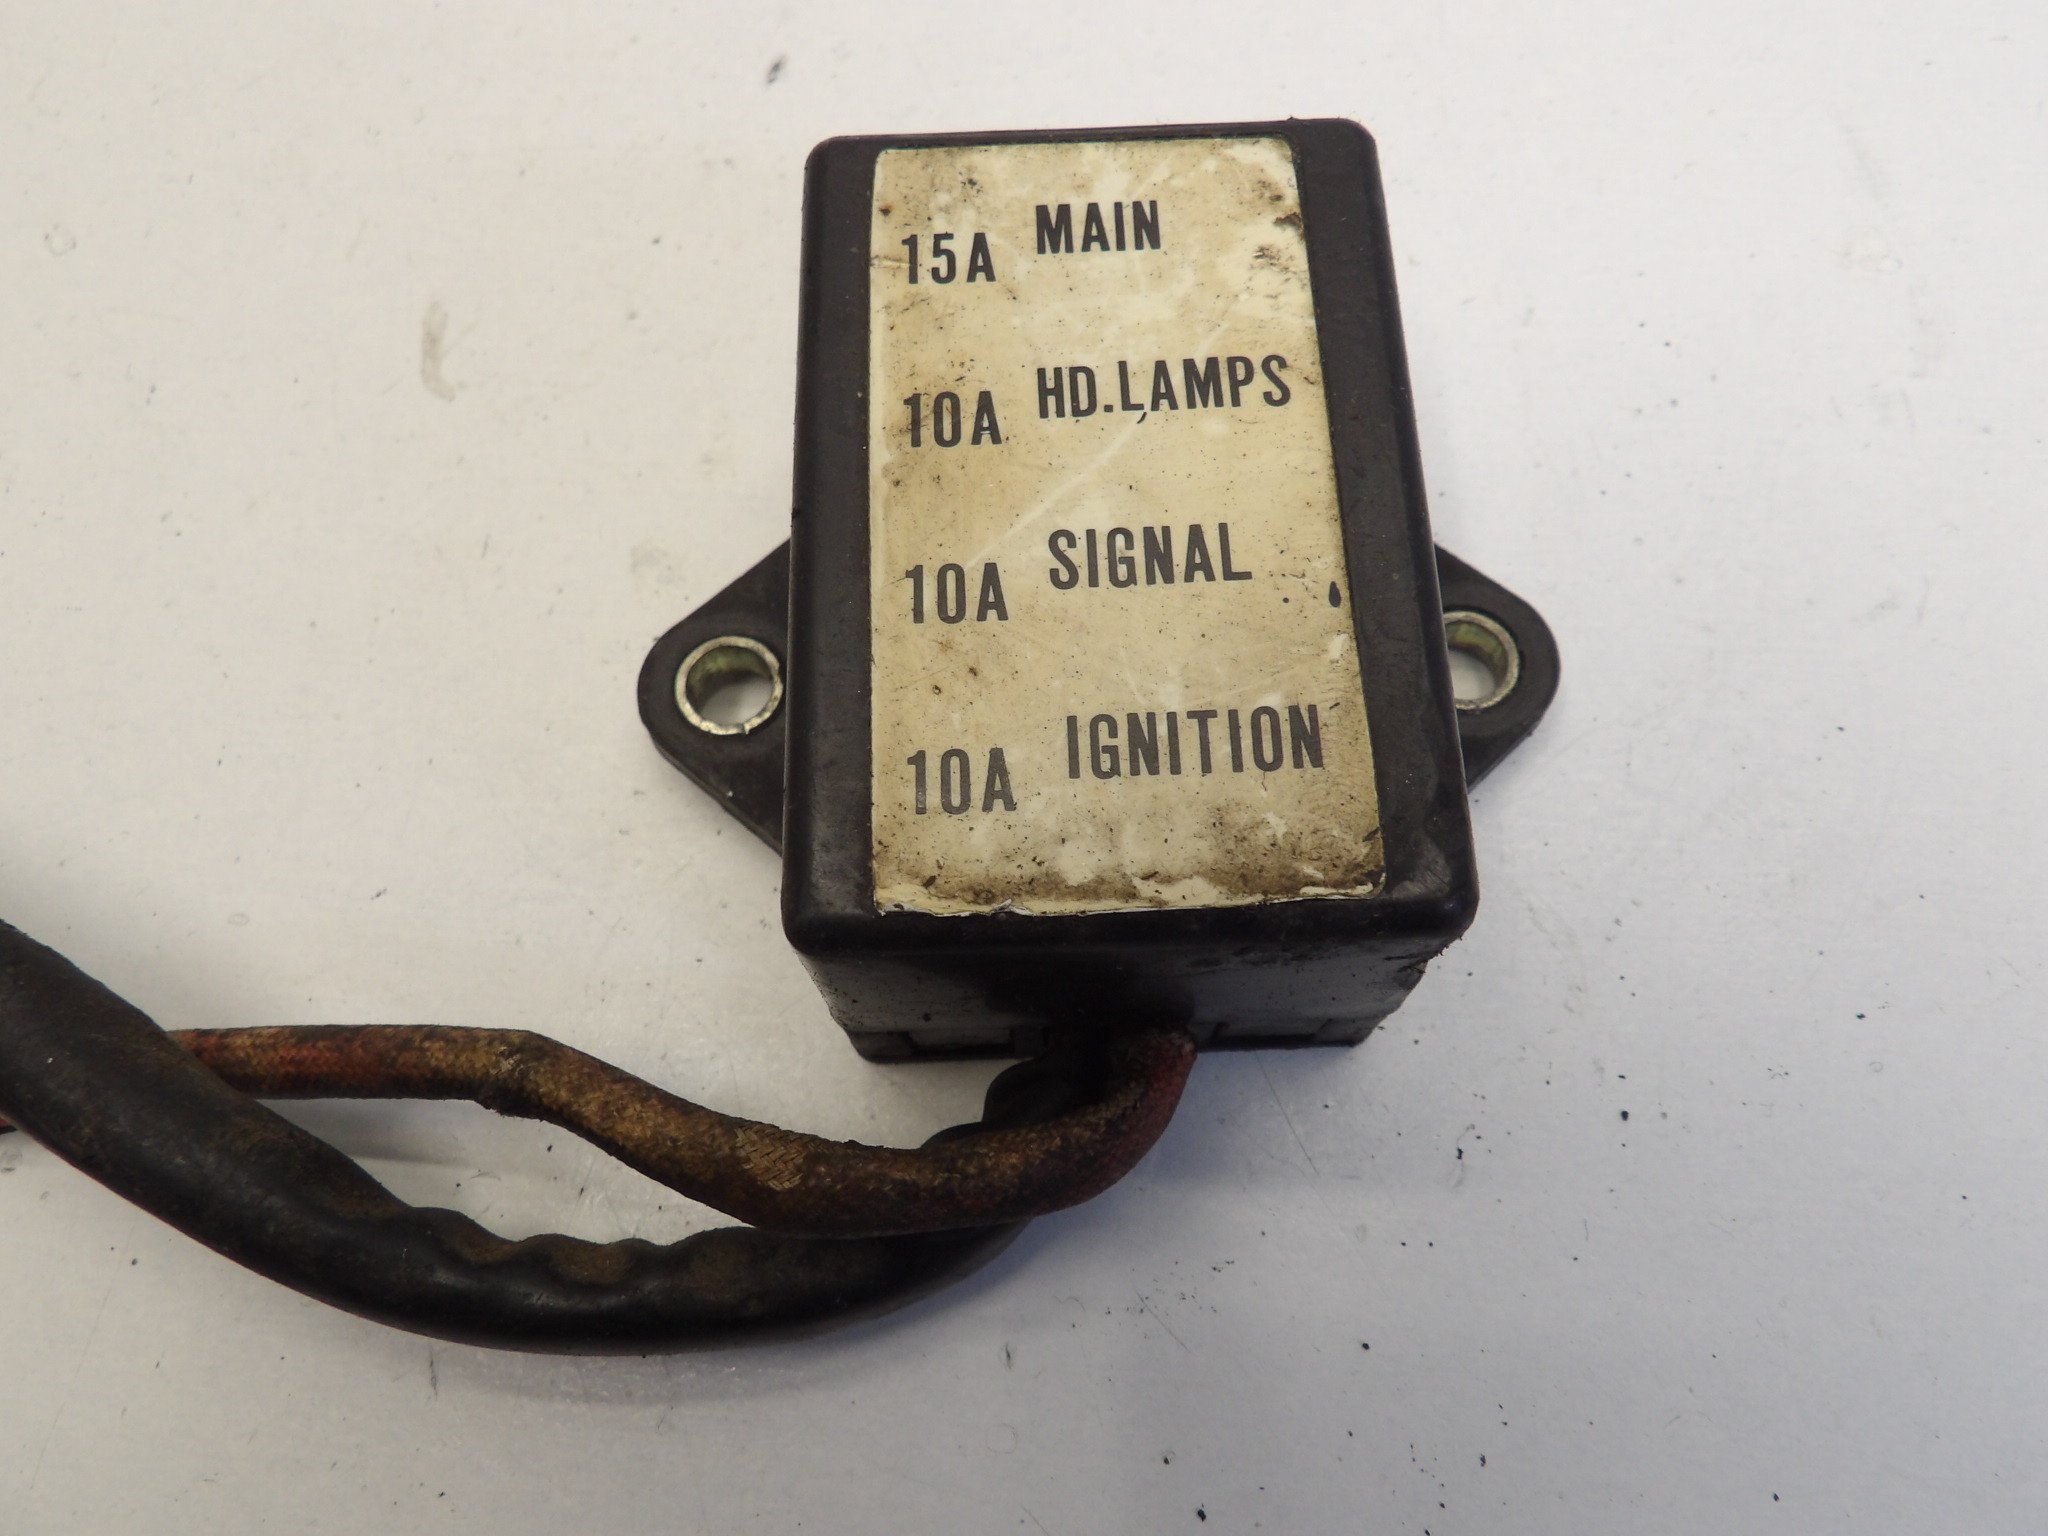 15A MAIN
10A HD.LAMPS
10A SIGNAL
10A IGNITION